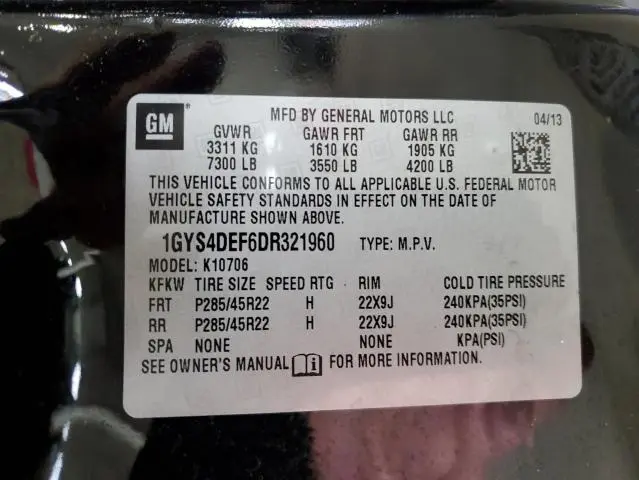 GM
MFD BY GENERAL MOTORS LLC 04/13
GVWR GAWR FRT GAWR RR
3311 KG 1610 KG 1905 KG
7300 LB 3550 LB 4200 LB
THIS VEHICLE CONFORMS TO ALL APPLICABLE U.S. FEDERAL MOTOR
VEHICLE SAFETY STANDARDS IN EFFECT ON THE DATE OF
MANUFACTURE SHOWN ABOVE.
1GYS4DEF6DR321960 TYPE: M.P.V.
MODEL: K10706
KFKW TIRE SIZE SPEED RTG RIM COLD TIRE PRESSURE
FRT P285/45R22 H 22X9J 240KPA(35PSI)
RR P285/45R22 H 22X9J 240KPA(35PSI)
SPA NONE NONE KPA(PSI)
SEE OWNER'S MANUAL i FOR MORE INFORMATION.